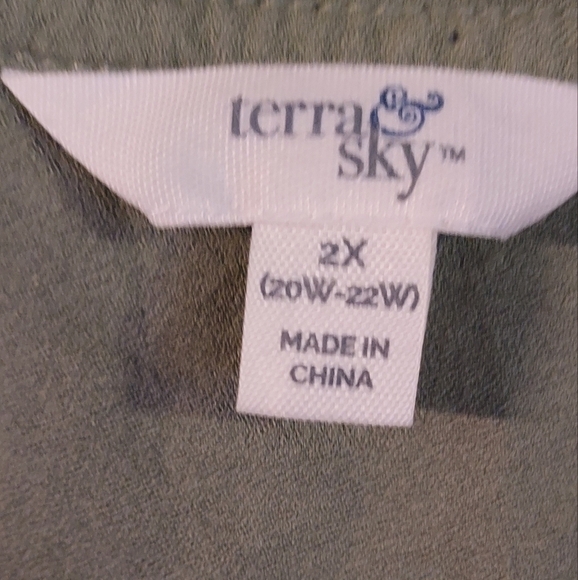 terra &
sky™
2X
(20W-22W)
MADE IN
CHINA